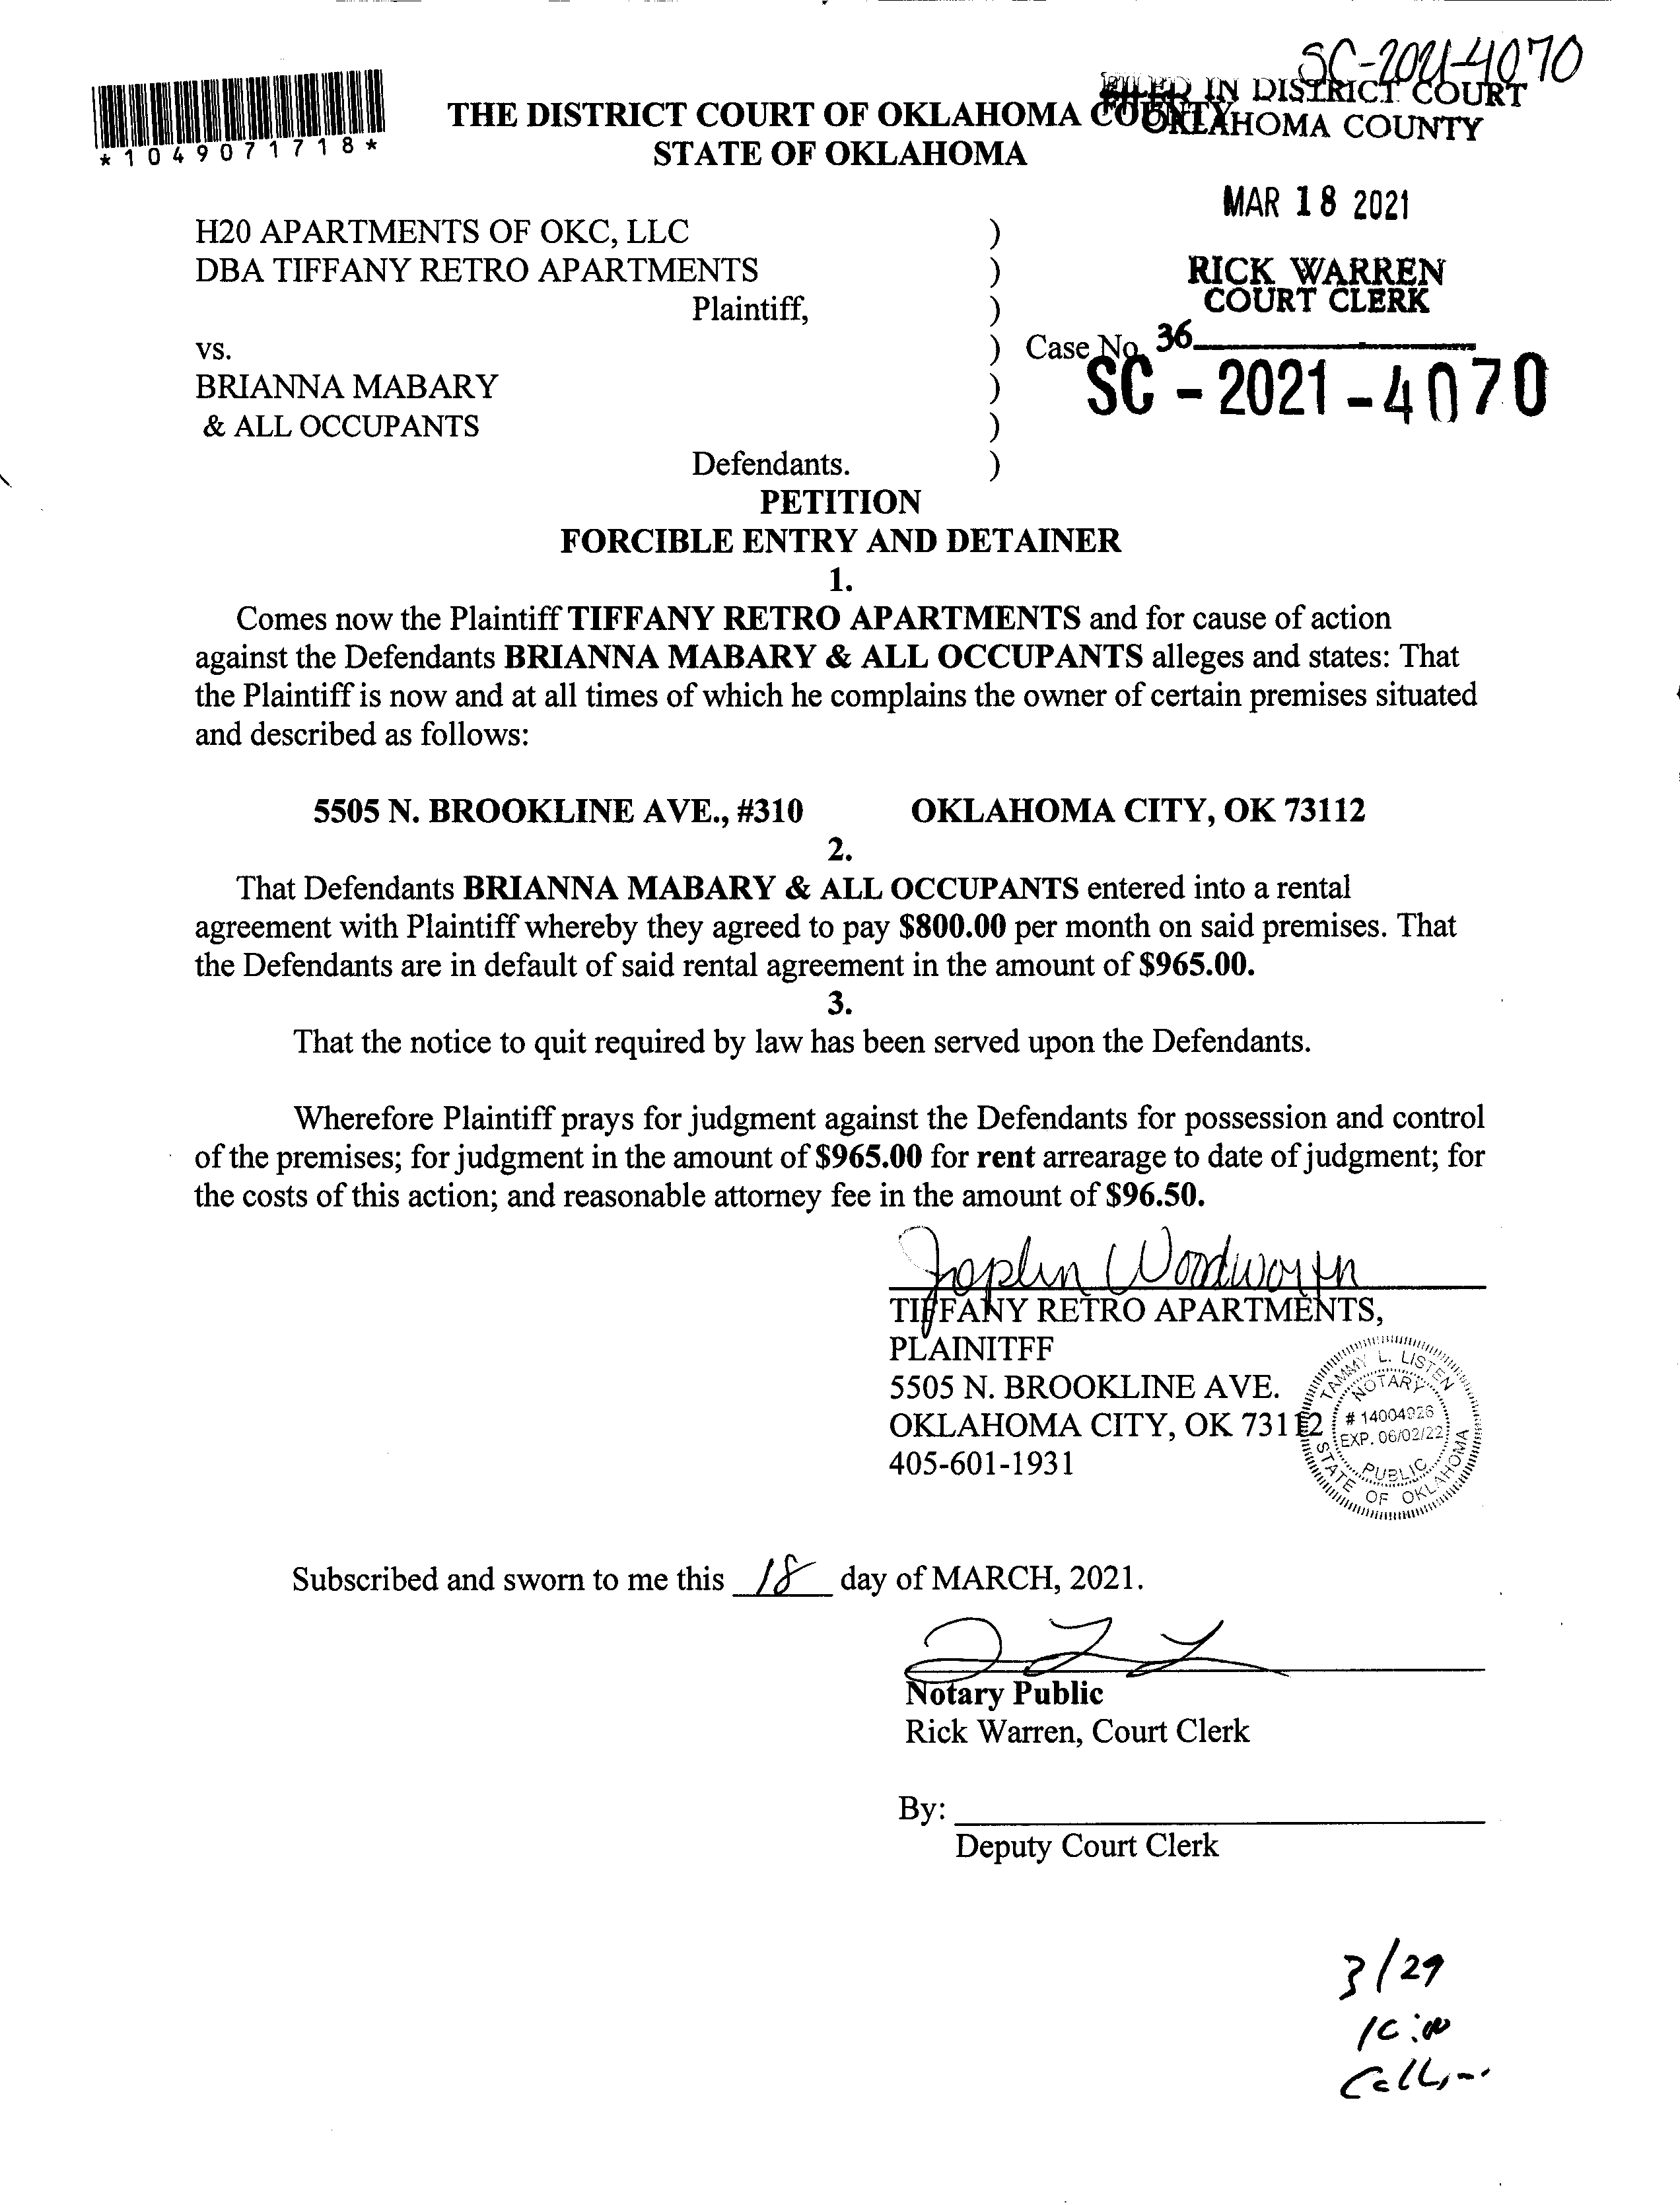 SC-2021-4070
*1049071718*
THE DISTRICT COURT OF OKLAHOMA COUNTY
STATE OF OKLAHOMA
FILED IN DISTRICT COURT
OKLAHOMA COUNTY
MAR 18 2021
RICK WARREN
COURT CLERK
36
H20 APARTMENTS OF OKC, LLC )
DBA TIFFANY RETRO APARTMENTS )
Plaintiff, )
vs. ) Case No.
SC - 2021 - 4070
BRIANNA MABARY )
& ALL OCCUPANTS )
Defendants. )
PETITION
FORCIBLE ENTRY AND DETAINER
1.
Comes now the Plaintiff TIFFANY RETRO APARTMENTS and for cause of action
against the Defendants BRIANNA MABARY & ALL OCCUPANTS alleges and states: That
the Plaintiff is now and at all times of which he complains the owner of certain premises situated
and described as follows:
5505 N. BROOKLINE AVE., #310 OKLAHOMA CITY, OK 73112
2.
That Defendants BRIANNA MABARY & ALL OCCUPANTS entered into a rental
agreement with Plaintiff whereby they agreed to pay $800.00 per month on said premises. That
the Defendants are in default of said rental agreement in the amount of $965.00.
3.
That the notice to quit required by law has been served upon the Defendants.
Wherefore Plaintiff prays for judgment against the Defendants for possession and control
of the premises; for judgment in the amount of $965.00 for rent arrearage to date of judgment; for
the costs of this action; and reasonable attorney fee in the amount of $96.50.
Joplin Woodworth
TIFFANY RETRO APARTMENTS,
PLAINITFF
5505 N. BROOKLINE AVE.
OKLAHOMA CITY, OK 73112
405-601-1931
TAMMY L. LISTEN
NOTARY
# 14004926
EXP. 06/02/22
PUBLIC
STATE OF OKLAHOMA
Subscribed and sworn to me this 18 day of MARCH, 2021.
Notary Public
Rick Warren, Court Clerk
By:
Deputy Court Clerk
3/29
10:00